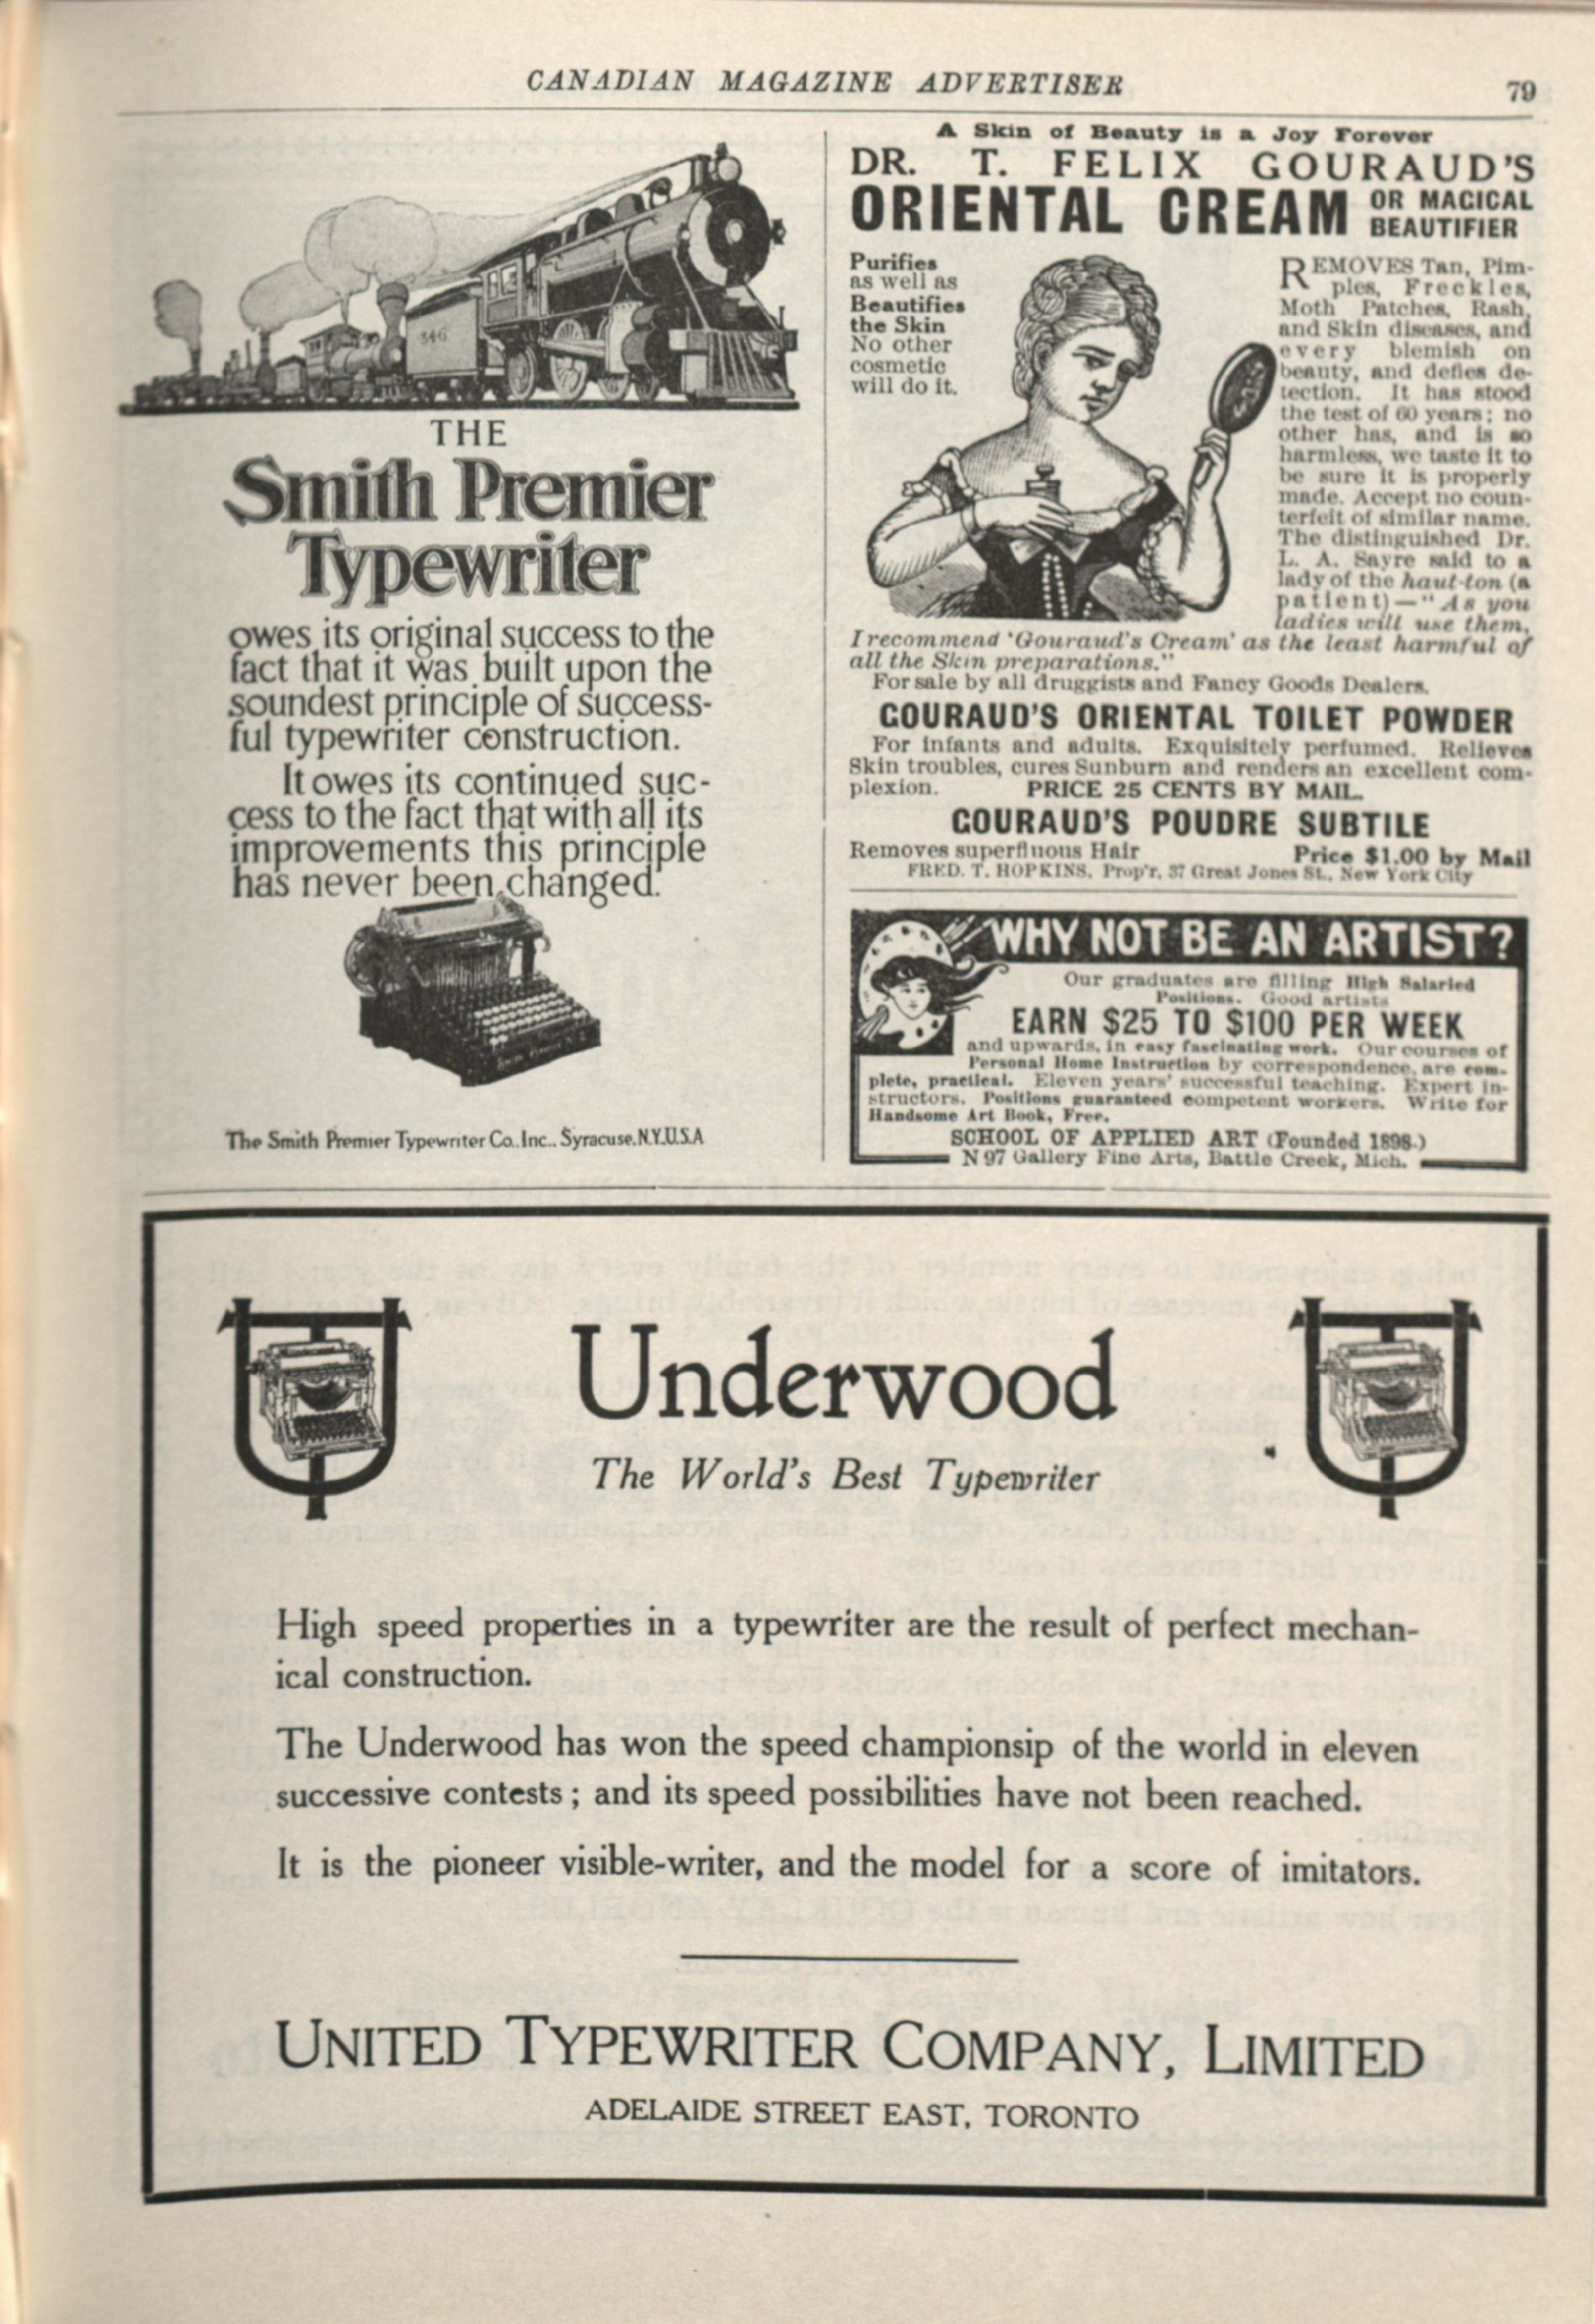 CANADIAN MAGAZINE ADVERTISER
79
346
THE
Smith Premier
Typewriter
owes its original success to the
fact that it was built upon the
soundest principle of success-
ful typewriter construction.
It owes its continued suc-
cess to the fact that with all its
improvements this principle
has never been changed.
The Smith Premier Typewriter Co. Inc.. Syracuse. N.Y. U.S.A
A Skin of Beauty is a Joy Forever
DR. T. FELIX GOURAUD'S
ORIENTAL CREAM OR MAGICAL
BEAUTIFIER
Purifies
as well as
Beautifies
the Skin
No other
cosmetic
will do it.
REMOVES Tan, Pim-
ples, Freckles,
Moth Patches, Rash,
and Skin diseases, and
every blemish on
beauty, and defies de-
tection. It has stood
the test of 60 years; no
other has, and is so
harmless, we taste it to
be sure it is properly
made. Accept no coun-
terfeit of similar name.
The distinguished Dr.
L. A. Sayre said to a
lady of the haut-ton (a
patient)—"As you
ladies will use them,
I recommend 'Gouraud's Cream' as the least harmful of
all the Skin preparations."
For sale by all druggists and Fancy Goods Dealers.
GOURAUD'S ORIENTAL TOILET POWDER
For infants and adults. Exquisitely perfumed. Relieves
Skin troubles, cures Sunburn and renders an excellent com-
plexion. PRICE 25 CENTS BY MAIL.
GOURAUD'S POUDRE SUBTILE
Removes superfluous Hair Price $1.00 by Mail
FRED. T. HOPKINS, Prop'r, 37 Great Jones St., New York City
WHY NOT BE AN ARTIST?
Our graduates are filling High Salaried
Positions. Good artists
EARN $25 TO $100 PER WEEK
and upwards, in easy fascinating work. Our courses of
Personal Home Instruction by correspondence, are com-
plete, practical. Eleven years' successful teaching. Expert in-
structors. Positions guaranteed competent workers. Write for
Handsome Art Book, Free.
SCHOOL OF APPLIED ART (Founded 1898.)
N 97 Gallery Fine Arts, Battle Creek, Mich.
Underwood
The World's Best Typewriter
High speed properties in a typewriter are the result of perfect mechan-
ical construction.
The Underwood has won the speed championsip of the world in eleven
successive contests; and its speed possibilities have not been reached.
It is the pioneer visible-writer, and the model for a score of imitators.
UNITED TYPEWRITER COMPANY, LIMITED
ADELAIDE STREET EAST, TORONTO